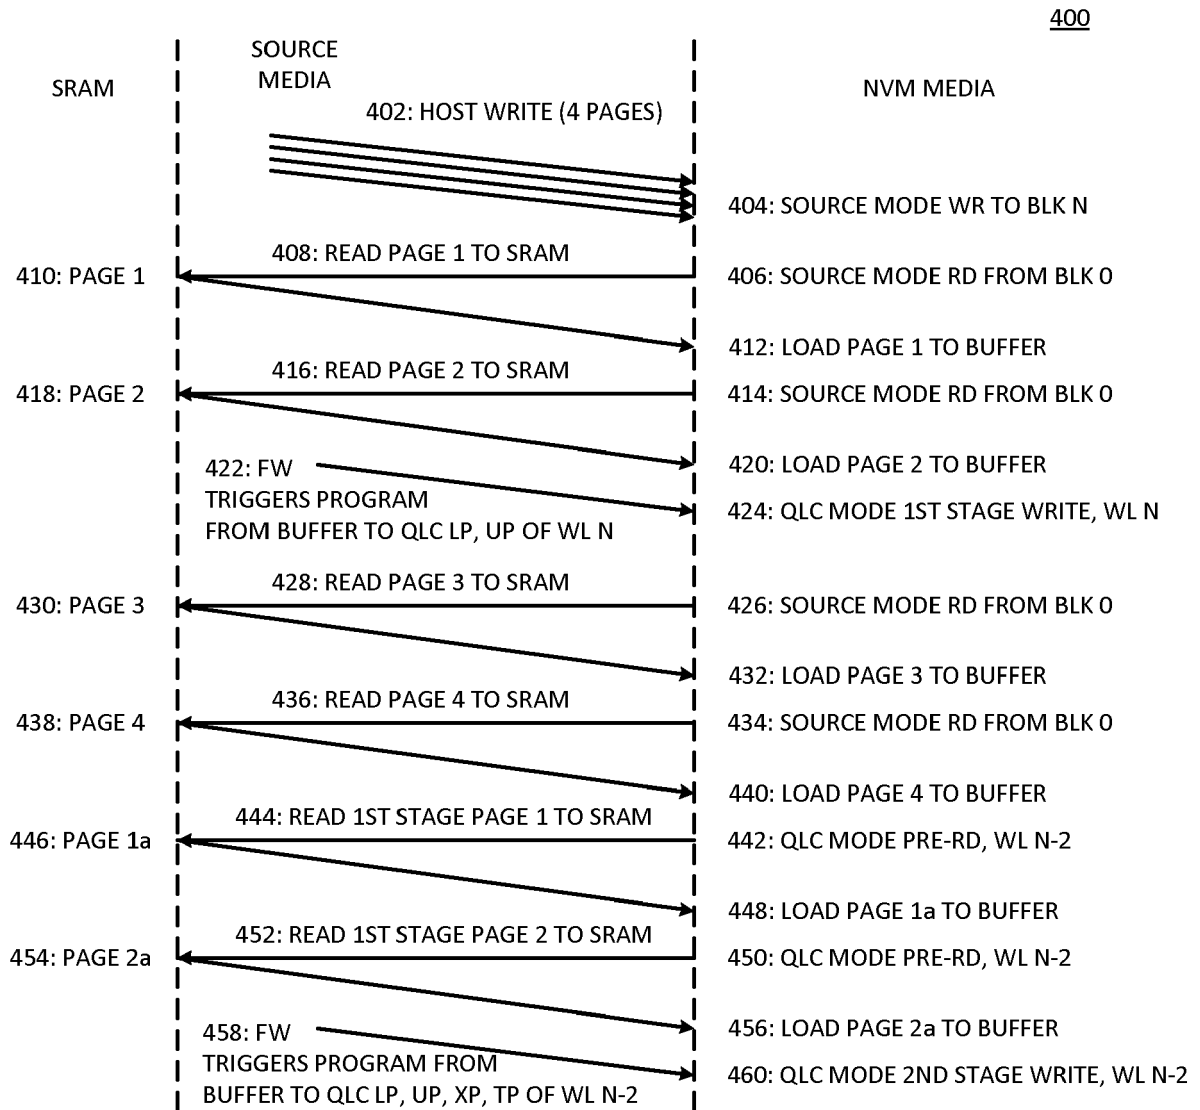 400
SOURCE
MEDIA
SRAM
NVM MEDIA
402: HOST WRITE (4 PAGES)
404: SOURCE MODE WR TO BLK N
408: READ PAGE 1 TO SRAM
410: PAGE 1
406: SOURCE MODE RD FROM BLK 0
412: LOAD PAGE 1 TO BUFFER
416: READ PAGE 2 TO SRAM
418: PAGE 2
414: SOURCE MODE RD FROM BLK 0
420: LOAD PAGE 2 TO BUFFER
422: FW
TRIGGERS PROGRAM
FROM BUFFER TO QLC LP, UP OF WL N
424: QLC MODE 1ST STAGE WRITE, WL N
428: READ PAGE 3 TO SRAM
430: PAGE 3
426: SOURCE MODE RD FROM BLK 0
432: LOAD PAGE 3 TO BUFFER
436: READ PAGE 4 TO SRAM
438: PAGE 4
434: SOURCE MODE RD FROM BLK 0
440: LOAD PAGE 4 TO BUFFER
444: READ 1ST STAGE PAGE 1 TO SRAM
446: PAGE 1a
442: QLC MODE PRE-RD, WL N-2
448: LOAD PAGE 1a TO BUFFER
452: READ 1ST STAGE PAGE 2 TO SRAM
454: PAGE 2a
450: QLC MODE PRE-RD, WL N-2
456: LOAD PAGE 2a TO BUFFER
458: FW
TRIGGERS PROGRAM FROM
BUFFER TO QLC LP, UP, XP, TP OF WL N-2
460: QLC MODE 2ND STAGE WRITE, WL N-2